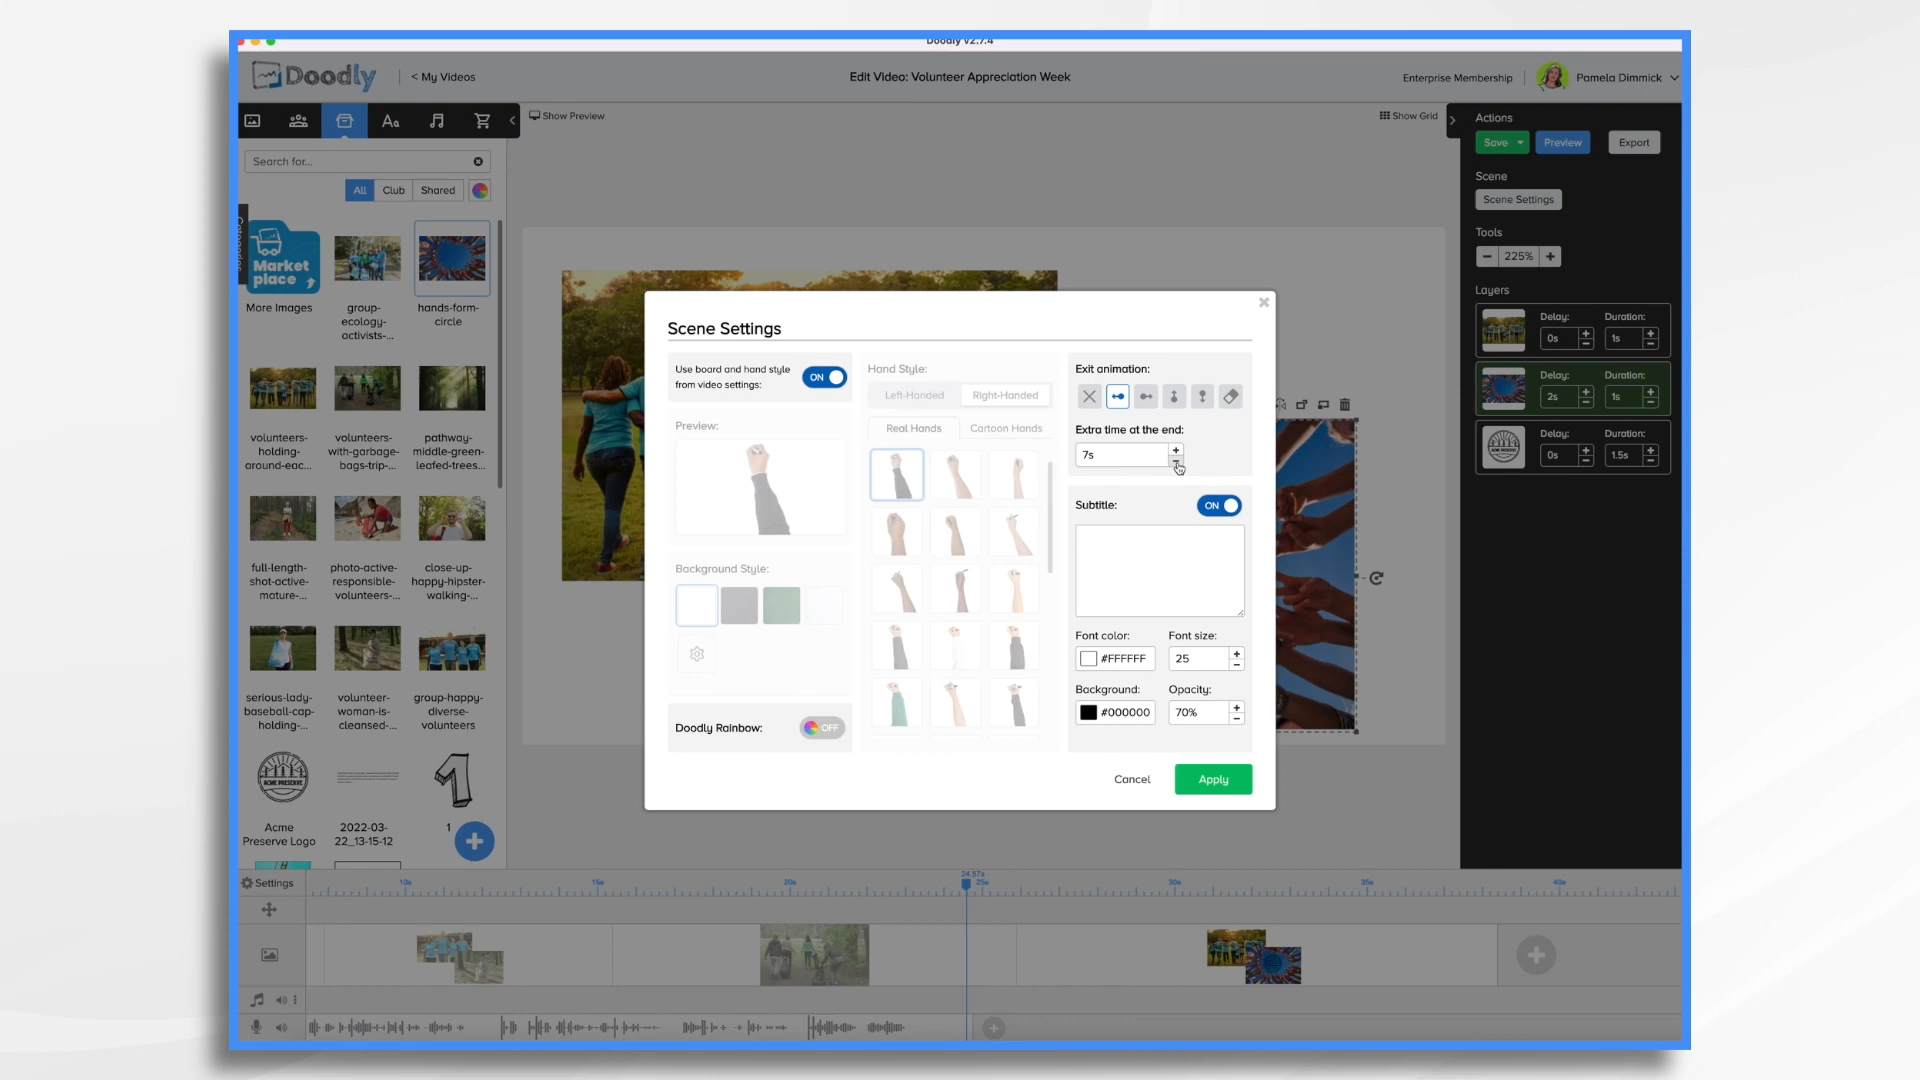 Doodly v2.7.4
Doodly
< My Videos
Edit Video: Volunteer Appreciation Week
Enterprise Membership
Pamela Dimmick
Aa
Show Preview
Show Grid
Search for...
All
Club
Shared
Categories
Market
place
More Images
group-
ecology-
activists-...
hands-form-
circle
volunteers-
holding-
around-eac...
volunteers-
with-garbage-
bags-trip-...
pathway-
middle-green-
leafed-trees...
full-length-
shot-active-
mature-...
photo-active-
responsible-
volunteers-...
close-up-
happy-hipster-
walking-...
serious-lady-
baseball-cap-
holding-...
volunteer-
woman-is-
cleansed-...
group-happy-
diverse-
volunteers
ACME PRESERVE
Acme
Preserve Logo
2022-03-
22_13-15-12
1
Scene Settings
Use board and hand style
from video settings:
ON
Preview:
Background Style:
Doodly Rainbow:
OFF
Hand Style:
Left-Handed
Right-Handed
Real Hands
Cartoon Hands
Exit animation:
Extra time at the end:
7s
Subtitle:
ON
Font color:
Font size:
#FFFFFF
25
Background:
Opacity:
#000000
70%
Cancel
Apply
Actions
Save
Preview
Export
Scene
Scene Settings
Tools
225%
Layers
Delay:
Duration:
0s
1s
Delay:
Duration:
2s
1s
Delay:
Duration:
0s
1.5s
Settings
10s
15s
20s
24.57s
25s
30s
35s
40s